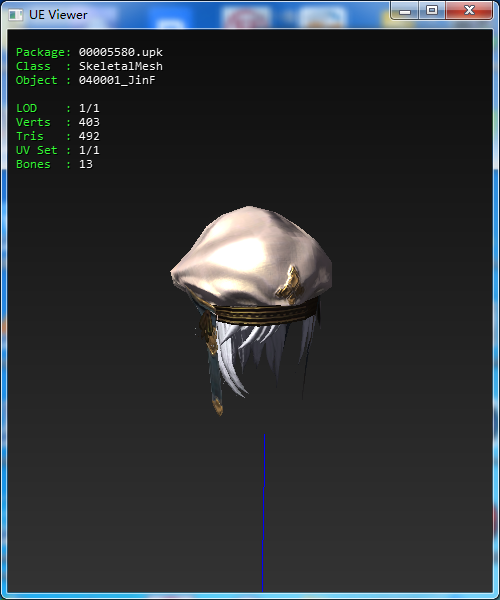 UE Viewer
Package: 00005580.upk
Class  : SkeletalMesh
Object : 040001_JinF
LOD    : 1/1
Verts  : 403
Tris   : 492
UV Set : 1/1
Bones  : 13